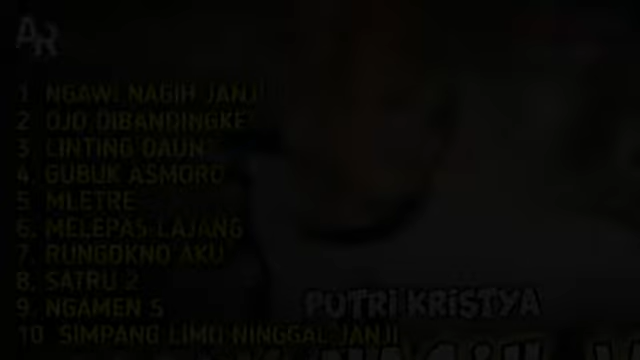 AR
1 NGAWI NAGIH JANJI
2 OJO DIBANDINGKE
3 LINTING DAUN
4. GUBUK ASMORO
5 MLETRE
6. MELEPAS LAJANG
7. RUNGOKNO AKU
8. SATRU 2
9. NGAMEN 5
10 SIMPANG LIMO NINGGAL JANJI
PUTRI KRISTYA